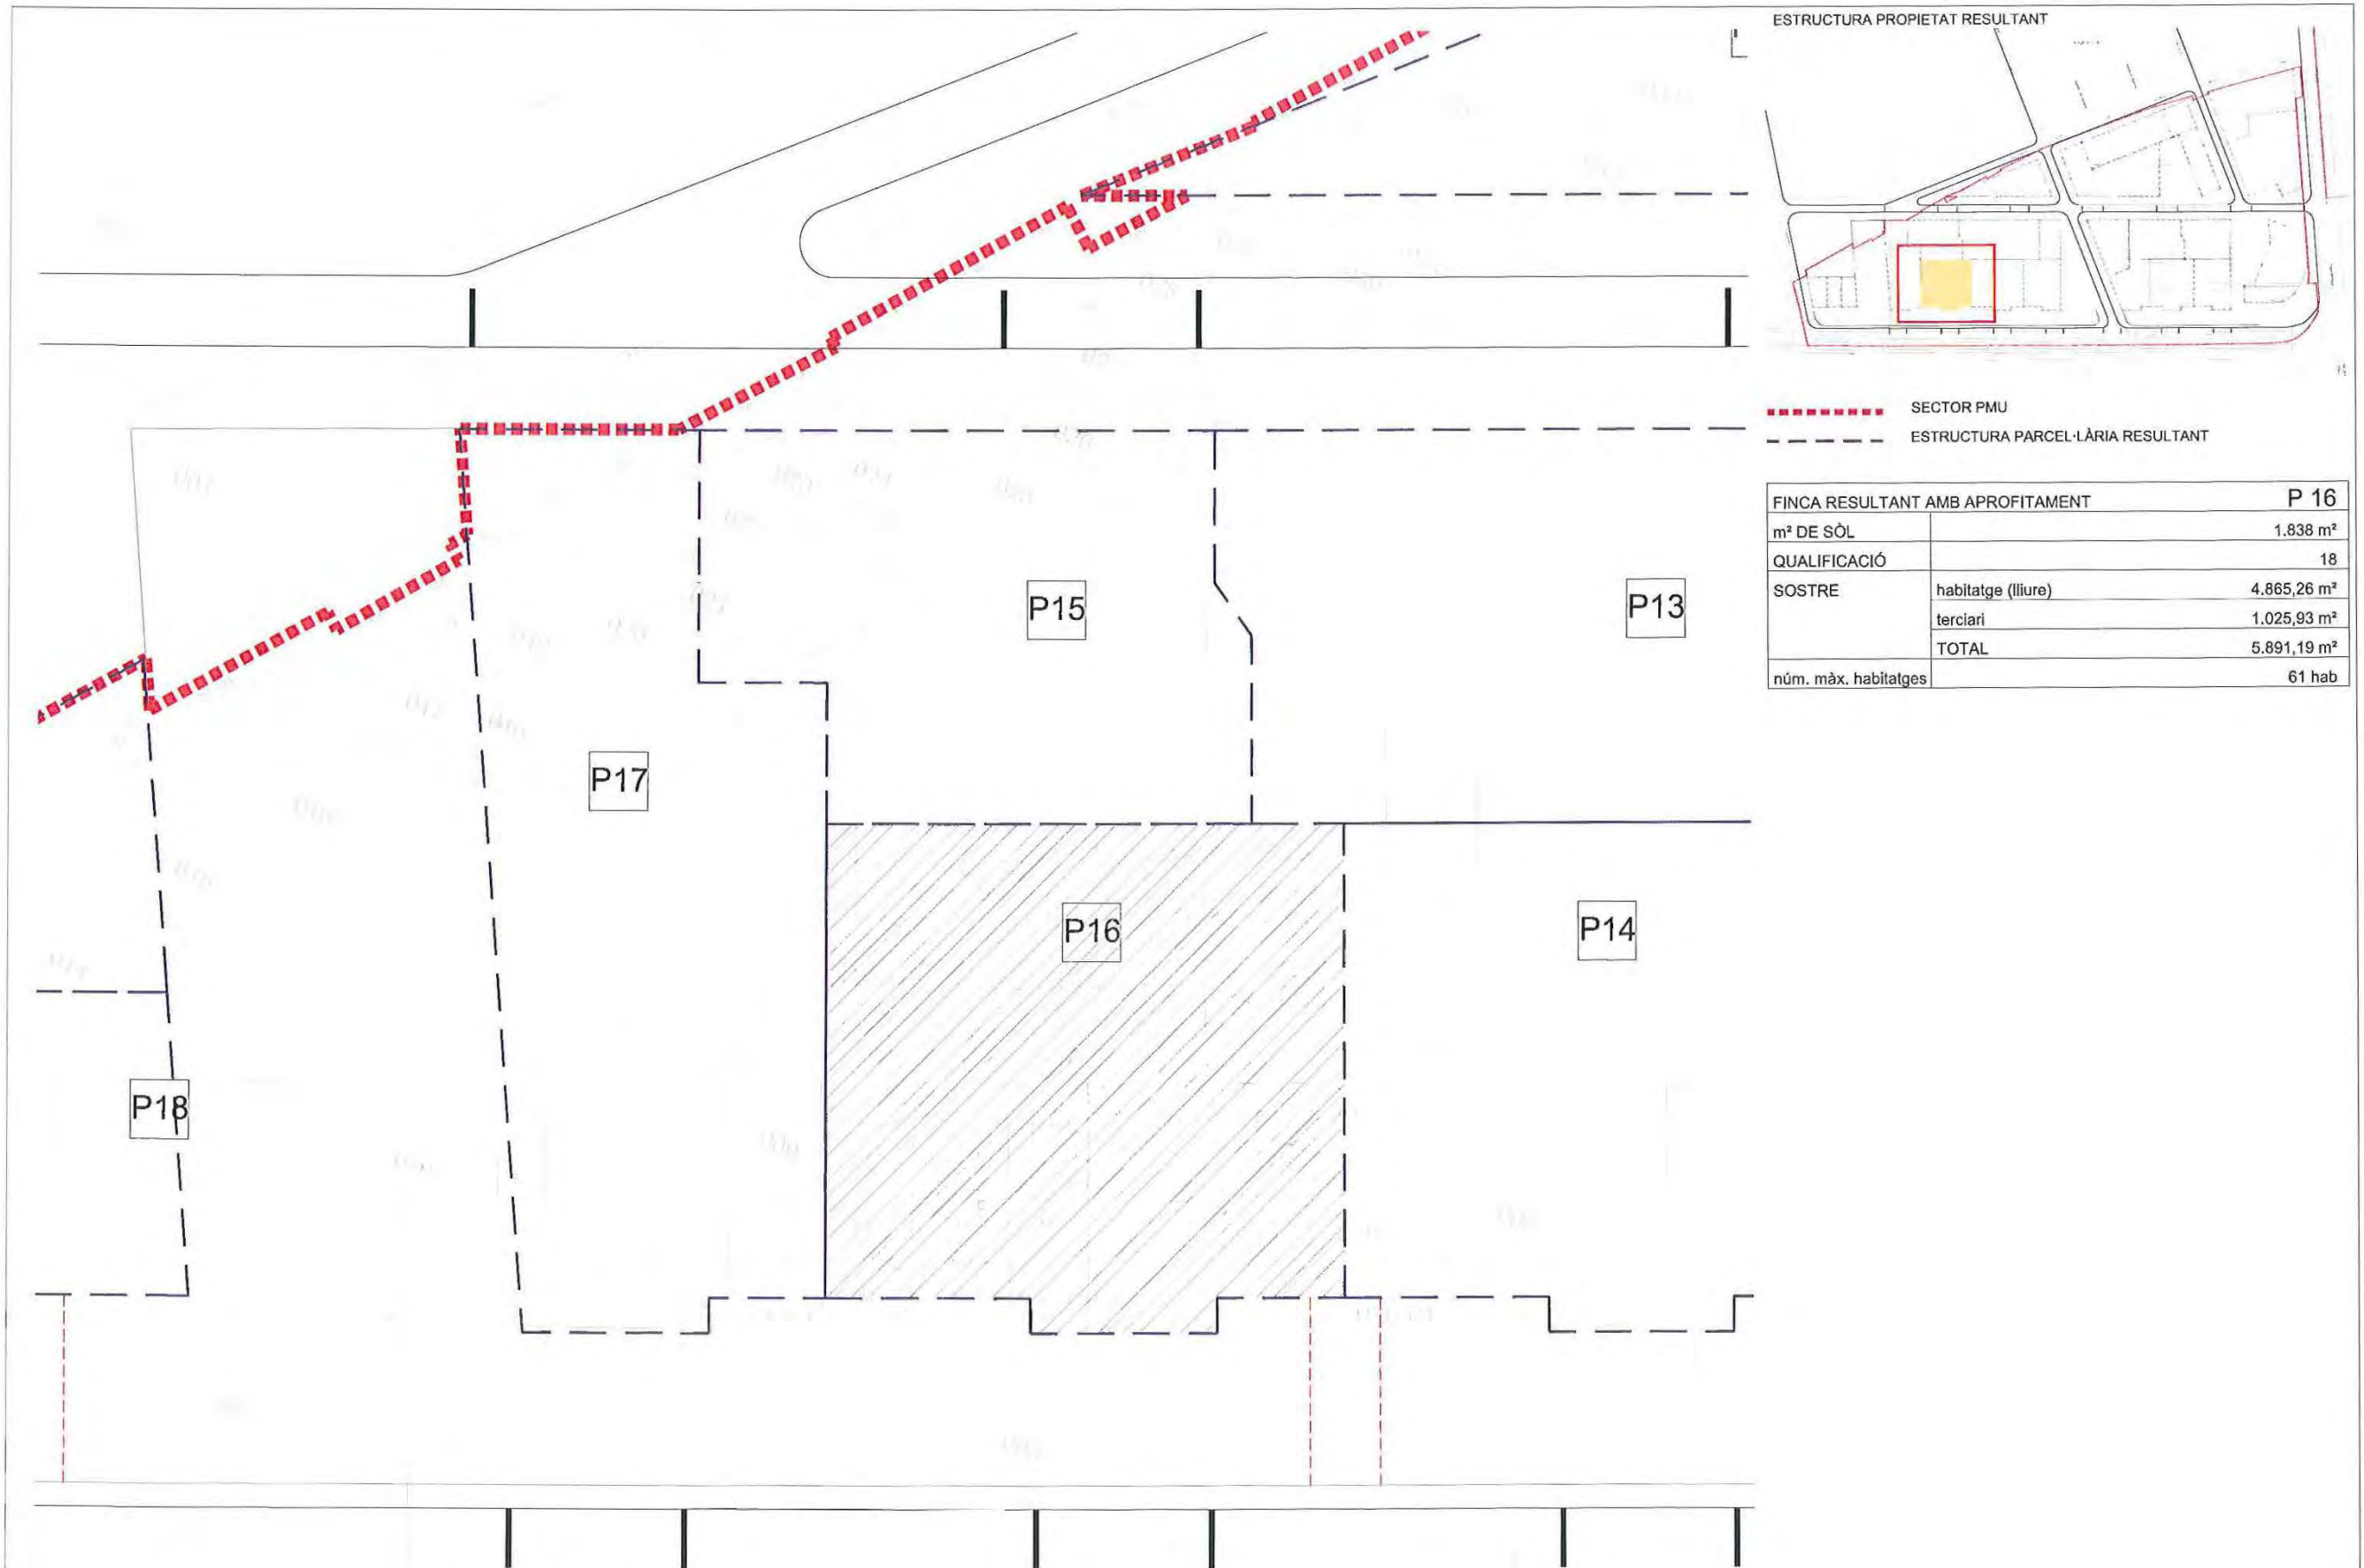 ESTRUCTURA PROPIETAT RESULTANT
SECTOR PMU
ESTRUCTURA PARCEL·LÀRIA RESULTANT
FINCA RESULTANT AMB APROFITAMENT P 16
m² DE SÒL 1.838 m²
QUALIFICACIÓ 18
SOSTRE habitatge (lliure) 4.865,26 m²
terciari 1.025,93 m²
TOTAL 5.891,19 m²
núm. màx. habitatges 61 hab
P15
P13
P17
P16
P14
P18